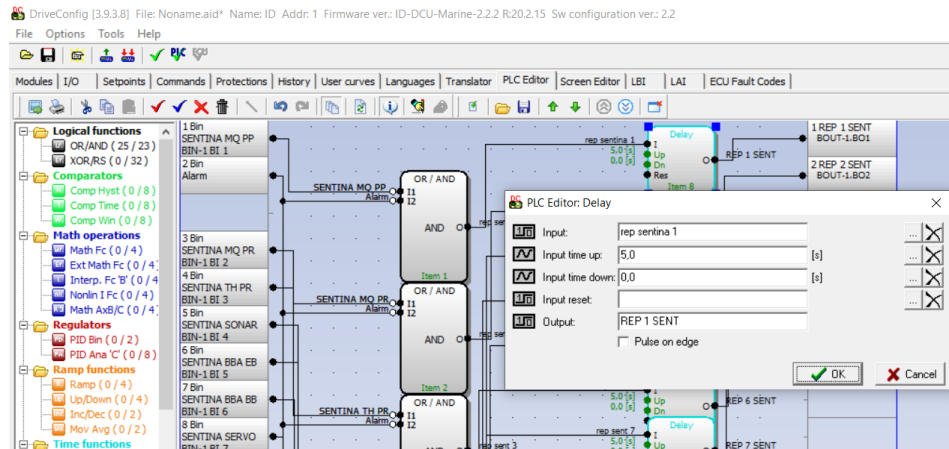 DriveConfig [3.9.3.8] File: Noname.aid* Name: ID Addr: 1 Firmware ver.: ID-DCU-Marine-2.2.2 R:20.2.15 Sw configuration ver.: 2.2
File Options Tools Help
PLC ECU
Modules I/O Setpoints Commands Protections History User curves Languages Translator PLC Editor Screen Editor LBI LAI ECU Fault Codes
Logical functions
OR/AND ( 25 / 23 )
XOR/RS ( 0 / 32 )
Comparators
Comp Hyst ( 0 / 8 )
Comp Time ( 0 / 8 )
Comp Win ( 0 / 8 )
Math operations
Math Fc ( 0 / 4 )
Ext Math Fc ( 0 / 4
Interp. Fc 'B' ( 0 / 4
Nonlin I Fc ( 0 / 4 )
Math AxB/C ( 0 / 4
Regulators
PID Bin ( 0 / 2 )
PID Ana 'C' ( 0 / 8 )
Ramp functions
Ramp ( 0 / 4 )
Up/Down ( 0 / 4 )
Inc/Dec ( 0 / 2 )
Mov Avg ( 0 / 2 )
Time functions
1 Bin
SENTINA MQ PP
BIN-1 BI 1
2 Bin
Alarm
3 Bin
SENTINA MQ PR
BIN-1 BI 2
4 Bin
SENTINA TH PR
BIN-1 BI 3
5 Bin
SENTINA SONAR
BIN-1 BI 4
6 Bin
SENTINA BBA EB
BIN-1 BI 5
7 Bin
SENTINA BBA BB
BIN-1 BI 6
8 Bin
SENTINA SERVO
BIN-1 BI 7
SENTINA MQ PP
Alarm
OR / AND
I1
I2
AND O
Item 1
rep se
SENTINA MQ PR
Alarm
OR / AND
I1
I2
AND O
Item 2
rep se
SENTINA TH PR
Alarm
OR / AND
I1
I2
rep sent 3
rep sentina 1
5,0 [s]
0,0 [s]
Delay
I
Up
Dn
Res
O
Item 8
REP 1 SENT
1 REP 1 SENT
BOUT-1.BO1
2 REP 2 SENT
BOUT-1.BO2
PLC Editor: Delay
Input: rep sentina 1 ...
Input time up: 5,0 [s] ...
Input time down: 0,0 [s] ...
Input reset: ...
Output: REP 1 SENT
Pulse on edge
OK Cancel
5,0 [s]
0,0 [s]
Up
Dn
O
REP 6 SENT
rep sent 7
5,0 [s]
Delay
I
Up
REP 7 SENT